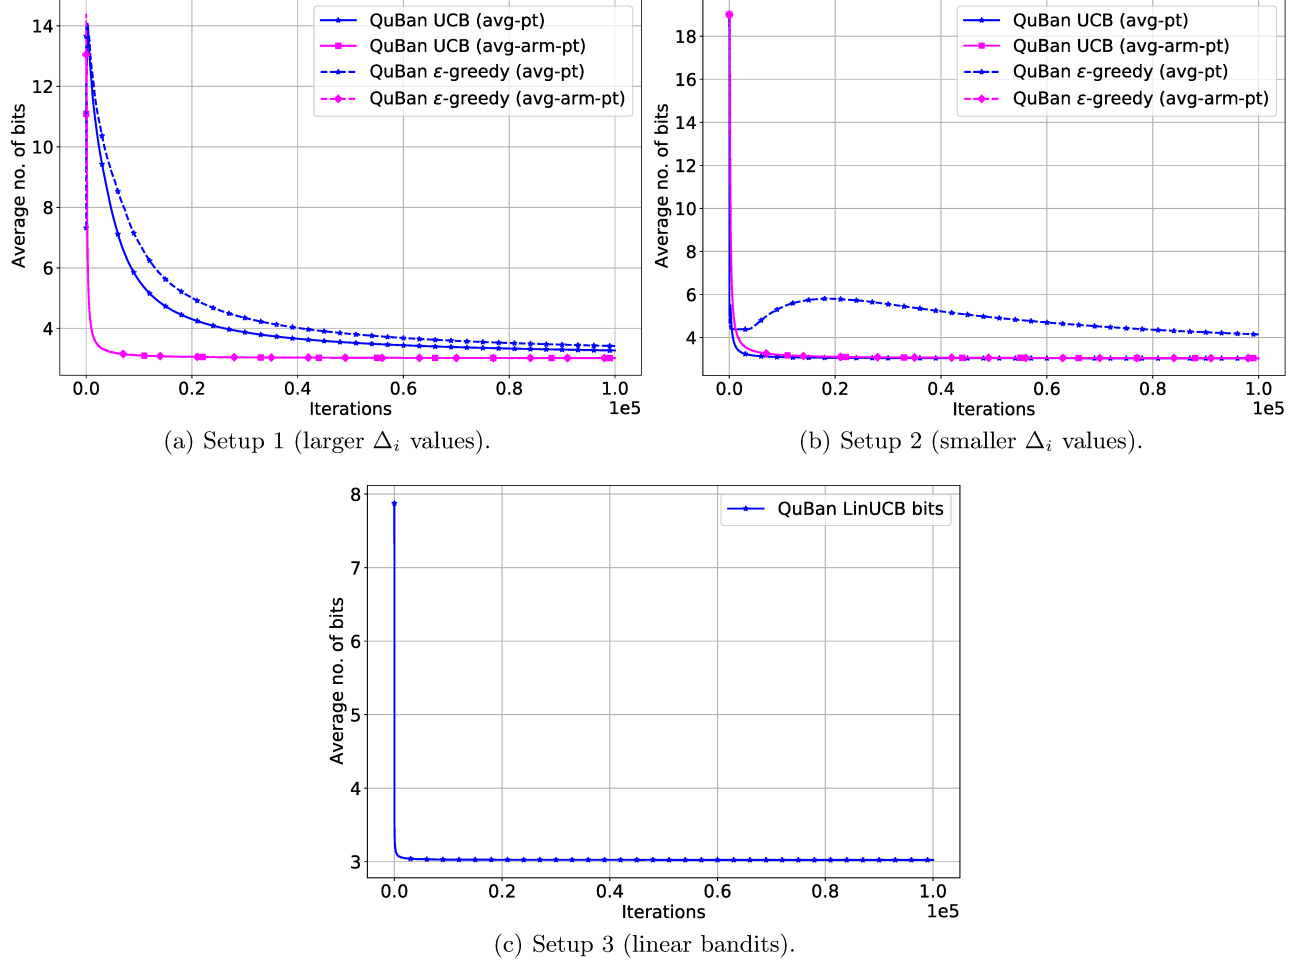 14
12
10
8
6
4
Average no. of bits
QuBan UCB (avg-pt)
QuBan UCB (avg-arm-pt)
QuBan ε-greedy (avg-pt)
QuBan ε-greedy (avg-arm-pt)
0.0 0.2 0.4 0.6 0.8 1.0
1e5
Iterations
(a) Setup 1 (larger Δᵢ values).
18
16
14
12
10
8
6
4
Average no. of bits
QuBan UCB (avg-pt)
QuBan UCB (avg-arm-pt)
QuBan ε-greedy (avg-pt)
QuBan ε-greedy (avg-arm-pt)
0.0 0.2 0.4 0.6 0.8 1.0
1e5
Iterations
(b) Setup 2 (smaller Δᵢ values).
8
7
6
5
4
3
Average no. of bits
QuBan LinUCB bits
0.0 0.2 0.4 0.6 0.8 1.0
1e5
Iterations
(c) Setup 3 (linear bandits).